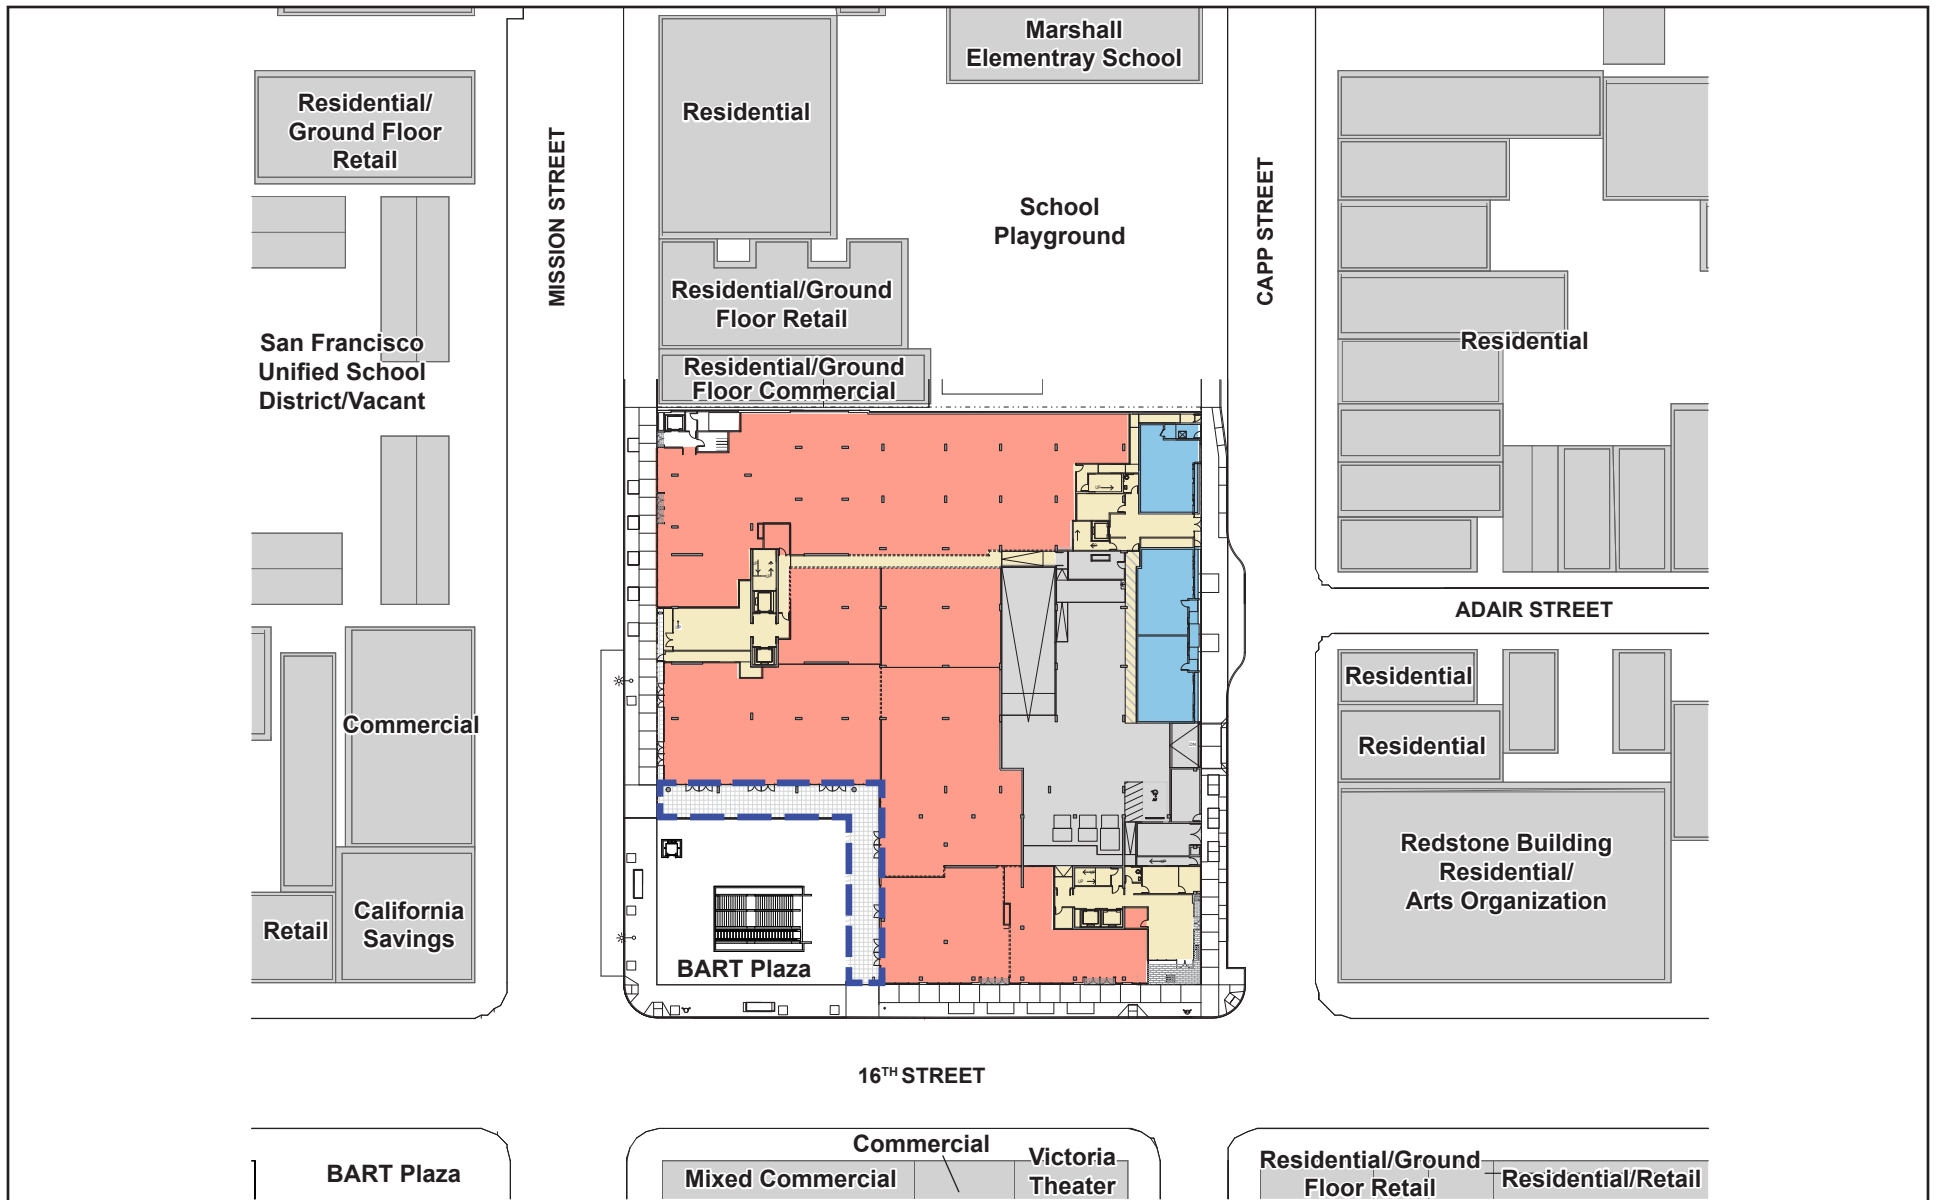 Marshall
Elementray School
Residential/
Ground Floor
Retail
Residential
MISSION STREET
CAPP STREET
School
Playground
Residential/Ground
Floor Retail
San Francisco
Unified School
District/Vacant
Residential
Residential/Ground
Floor Commercial
ADAIR STREET
Residential
Commercial
Residential
Redstone Building
Residential/
Arts Organization
California
Savings
Retail
BART Plaza
16TH STREET
BART Plaza
Commercial
Mixed Commercial
Victoria
Theater
Residential/Ground
Floor Retail
Residential/Retail